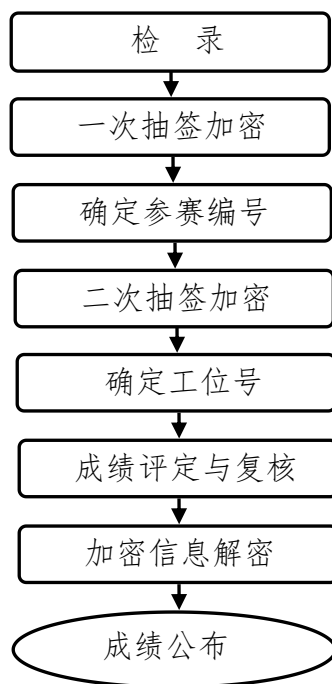 检 录
一次抽签加密
确定参赛编号
二次抽签加密
确定工位号
成绩评定与复核
加密信息解密
成绩公布